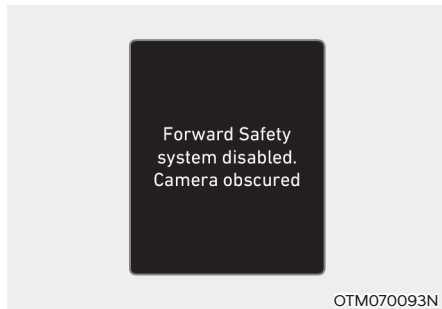 Forward Safety
system disabled.
Camera obscured
OTM070093N